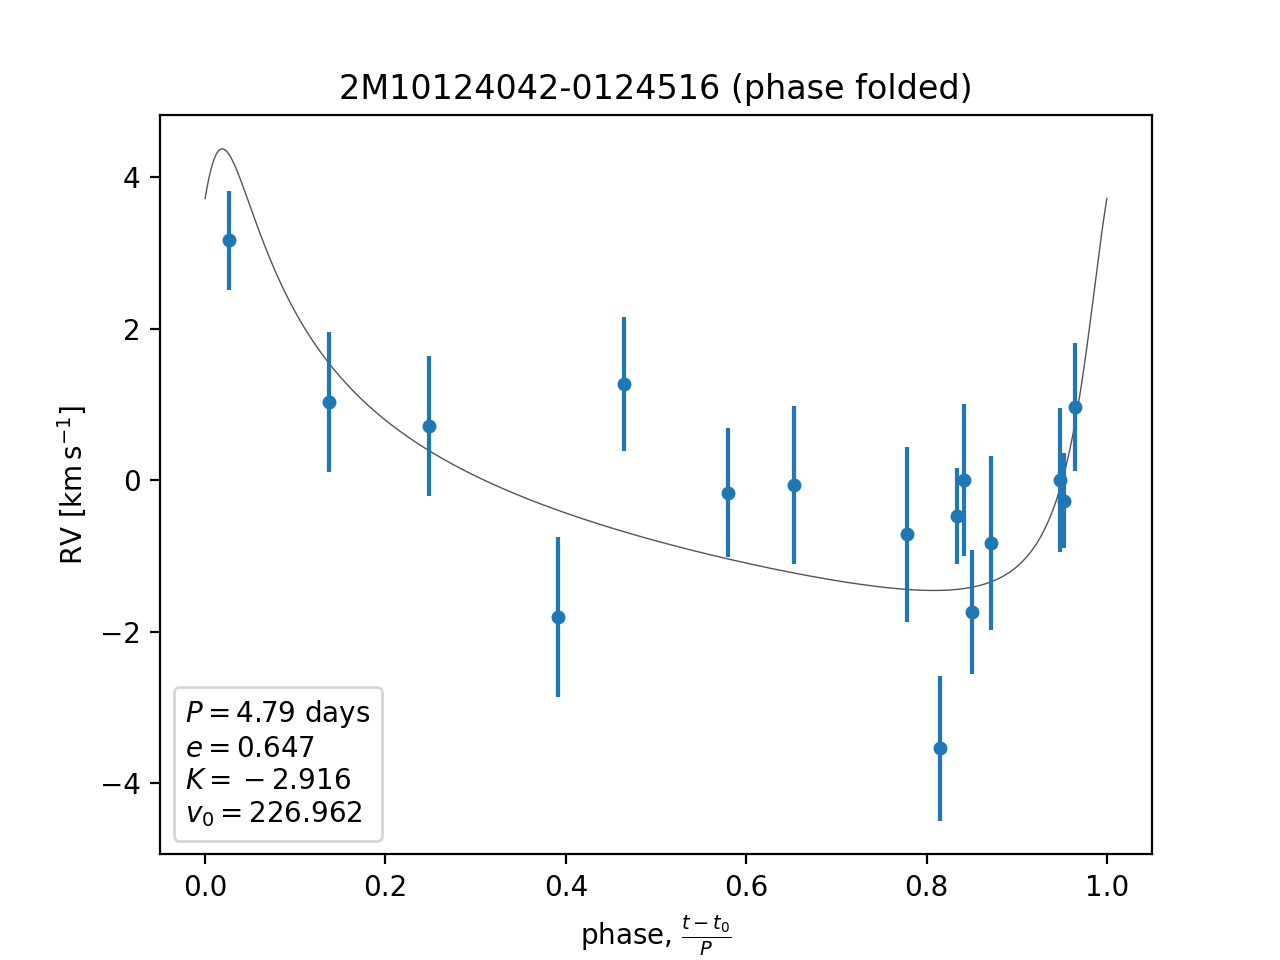 2M10124042-0124516 (phase folded)
4
2
0
−2
−4
RV [km s⁻¹]
P = 4.79 days
e = 0.647
K = −2.916
v₀ = 226.962
0.0 0.2 0.4 0.6 0.8 1.0
phase, (t − t₀)/P